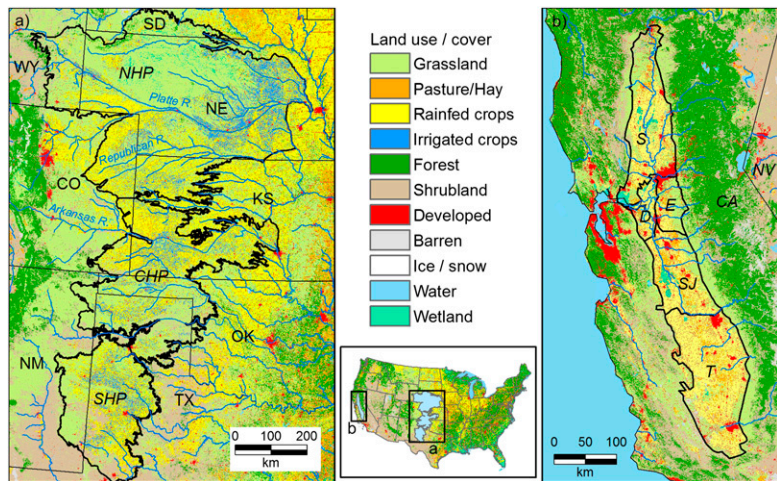 a)
SD
WY
NHP
Platte R.
NE
Republican R.
CO
KS
Arkansas R.
CHP
OK
NM
SHP
TX
0 100 200
km
Land use / cover
Grassland
Pasture/Hay
Rainfed crops
Irrigated crops
Forest
Shrubland
Developed
Barren
Ice / snow
Water
Wetland
b
a
b)
S
NV
CA
D
E
SJ
T
0 50 100
km